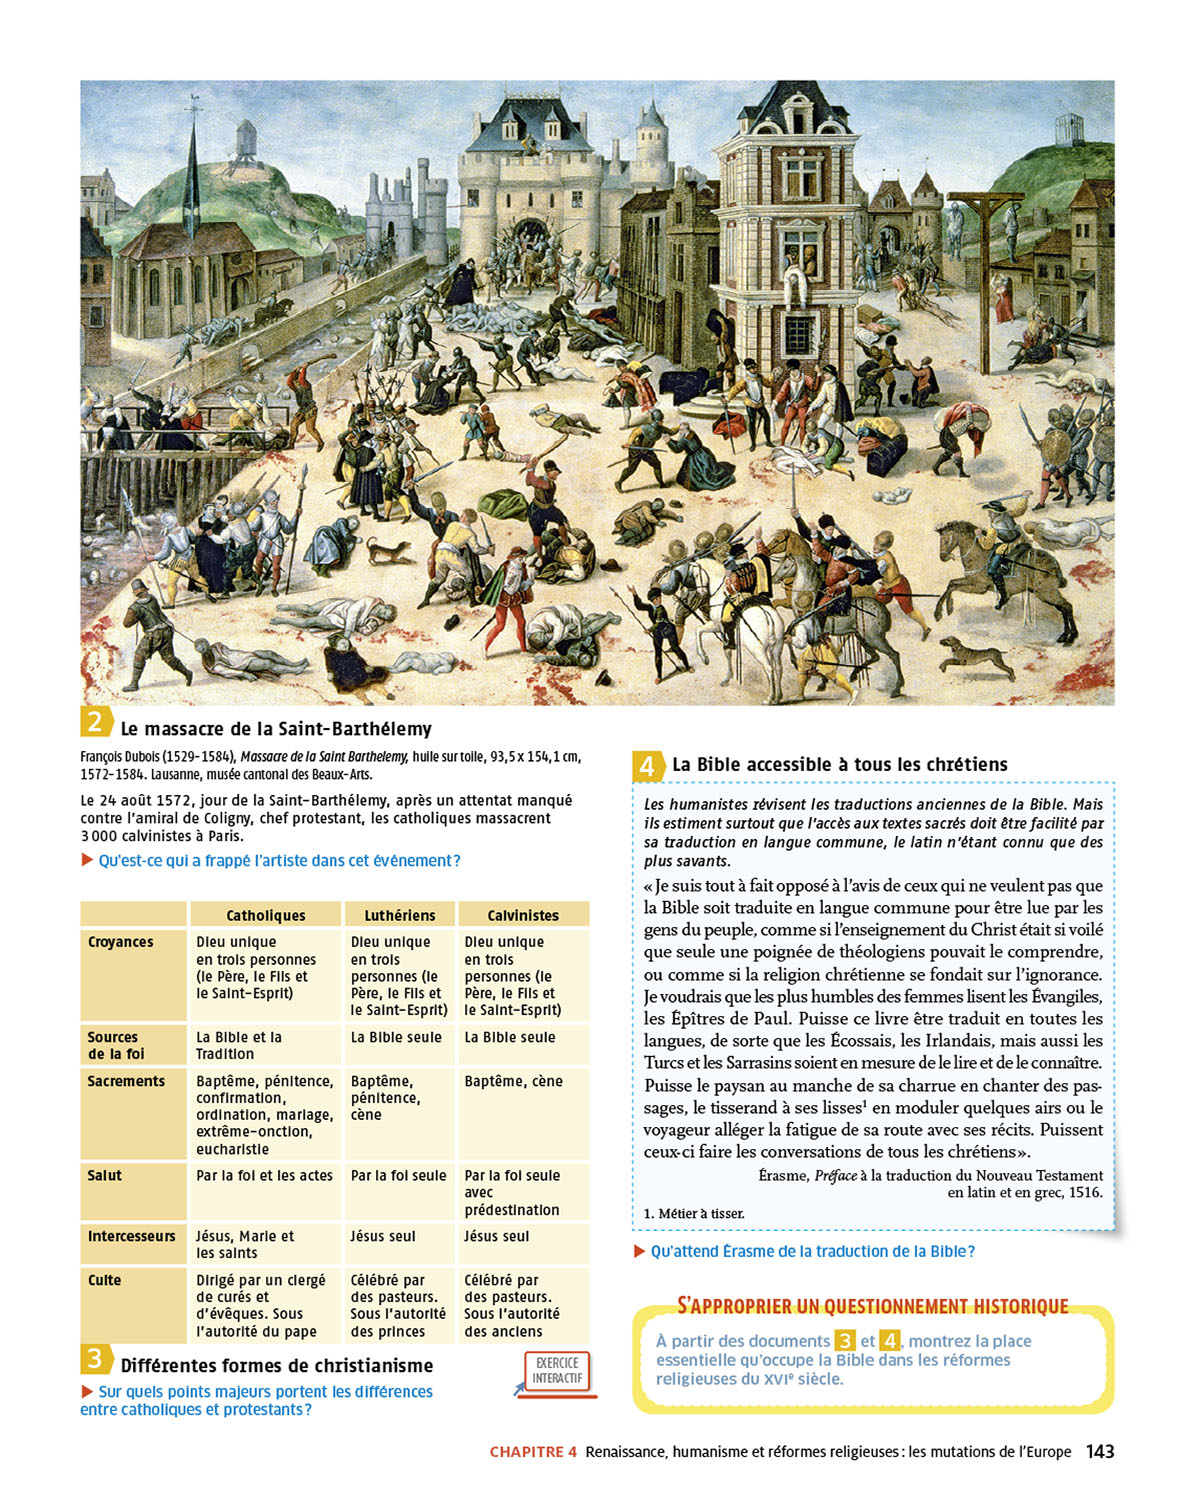 2 Le massacre de la Saint-Barthélemy
François Dubois (1529-1584), Massacre de la Saint Barthelemy, huile sur toile, 93,5 x 154,1 cm,
1572-1584. Lausanne, musée cantonal des Beaux-Arts.
Le 24 août 1572, jour de la Saint-Barthélemy, après un attentat manqué
contre l'amiral de Coligny, chef protestant, les catholiques massacrent
3 000 calvinistes à Paris.
▶ Qu'est-ce qui a frappé l'artiste dans cet événement ?
Catholiques Luthériens Calvinistes
Croyances
Dieu unique
en trois personnes
(le Père, le Fils et
le Saint-Esprit)
Dieu unique
en trois
personnes (le
Père, le Fils et
le Saint-Esprit)
Dieu unique
en trois
personnes (le
Père, le Fils et
le Saint-Esprit)
Sources
de la foi
La Bible et la
Tradition
La Bible seule
La Bible seule
Sacrements
Baptême, pénitence,
confirmation,
ordination, mariage,
extrême-onction,
eucharistie
Baptême,
pénitence,
cène
Baptême, cène
Salut
Par la foi et les actes
Par la foi seule
Par la foi seule
avec
prédestination
Intercesseurs
Jésus, Marie et
les saints
Jésus seul
Jésus seul
Culte
Dirigé par un clergé
de curés et
d'évêques. Sous
l'autorité du pape
Célébré par
des pasteurs.
Sous l'autorité
des princes
Célébré par
des pasteurs.
Sous l'autorité
des anciens
3 Différentes formes de christianisme
▶ Sur quels points majeurs portent les différences
entre catholiques et protestants ?
EXERCICE
INTERACTIF
4 La Bible accessible à tous les chrétiens
Les humanistes révisent les traductions anciennes de la Bible. Mais
ils estiment surtout que l'accès aux textes sacrés doit être facilité par
sa traduction en langue commune, le latin n'étant connu que des
plus savants.
« Je suis tout à fait opposé à l'avis de ceux qui ne veulent pas que
la Bible soit traduite en langue commune pour être lue par les
gens du peuple, comme si l'enseignement du Christ était si voilé
que seule une poignée de théologiens pouvait le comprendre,
ou comme si la religion chrétienne se fondait sur l'ignorance.
Je voudrais que les plus humbles des femmes lisent les Évangiles,
les Épîtres de Paul. Puisse ce livre être traduit en toutes les
langues, de sorte que les Écossais, les Irlandais, mais aussi les
Turcs et les Sarrasins soient en mesure de le lire et de le connaître.
Puisse le paysan au manche de sa charrue en chanter des pas-
sages, le tisserand à ses lisses¹ en moduler quelques airs ou le
voyageur alléger la fatigue de sa route avec ses récits. Puissent
ceux-ci faire les conversations de tous les chrétiens ».
Érasme, Préface à la traduction du Nouveau Testament
en latin et en grec, 1516.
1. Métier à tisser.
▶ Qu'attend Érasme de la traduction de la Bible ?
S'APPROPRIER UN QUESTIONNEMENT HISTORIQUE
À partir des documents 3 et 4, montrez la place
essentielle qu'occupe la Bible dans les réformes
religieuses du XVIe siècle.
CHAPITRE 4 Renaissance, humanisme et réformes religieuses : les mutations de l'Europe 143